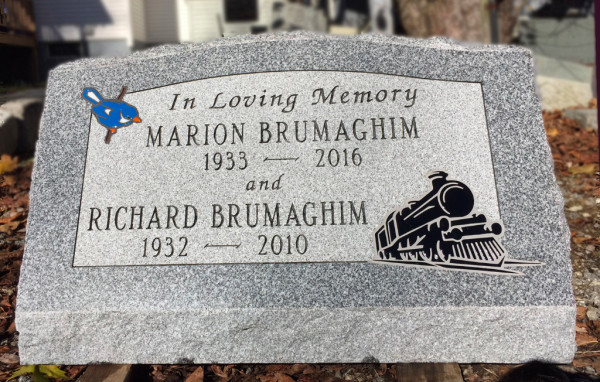 In Loving Memory
MARION BRUMAGHIM
1933 — 2016
and
RICHARD BRUMAGHIM
1932 — 2010